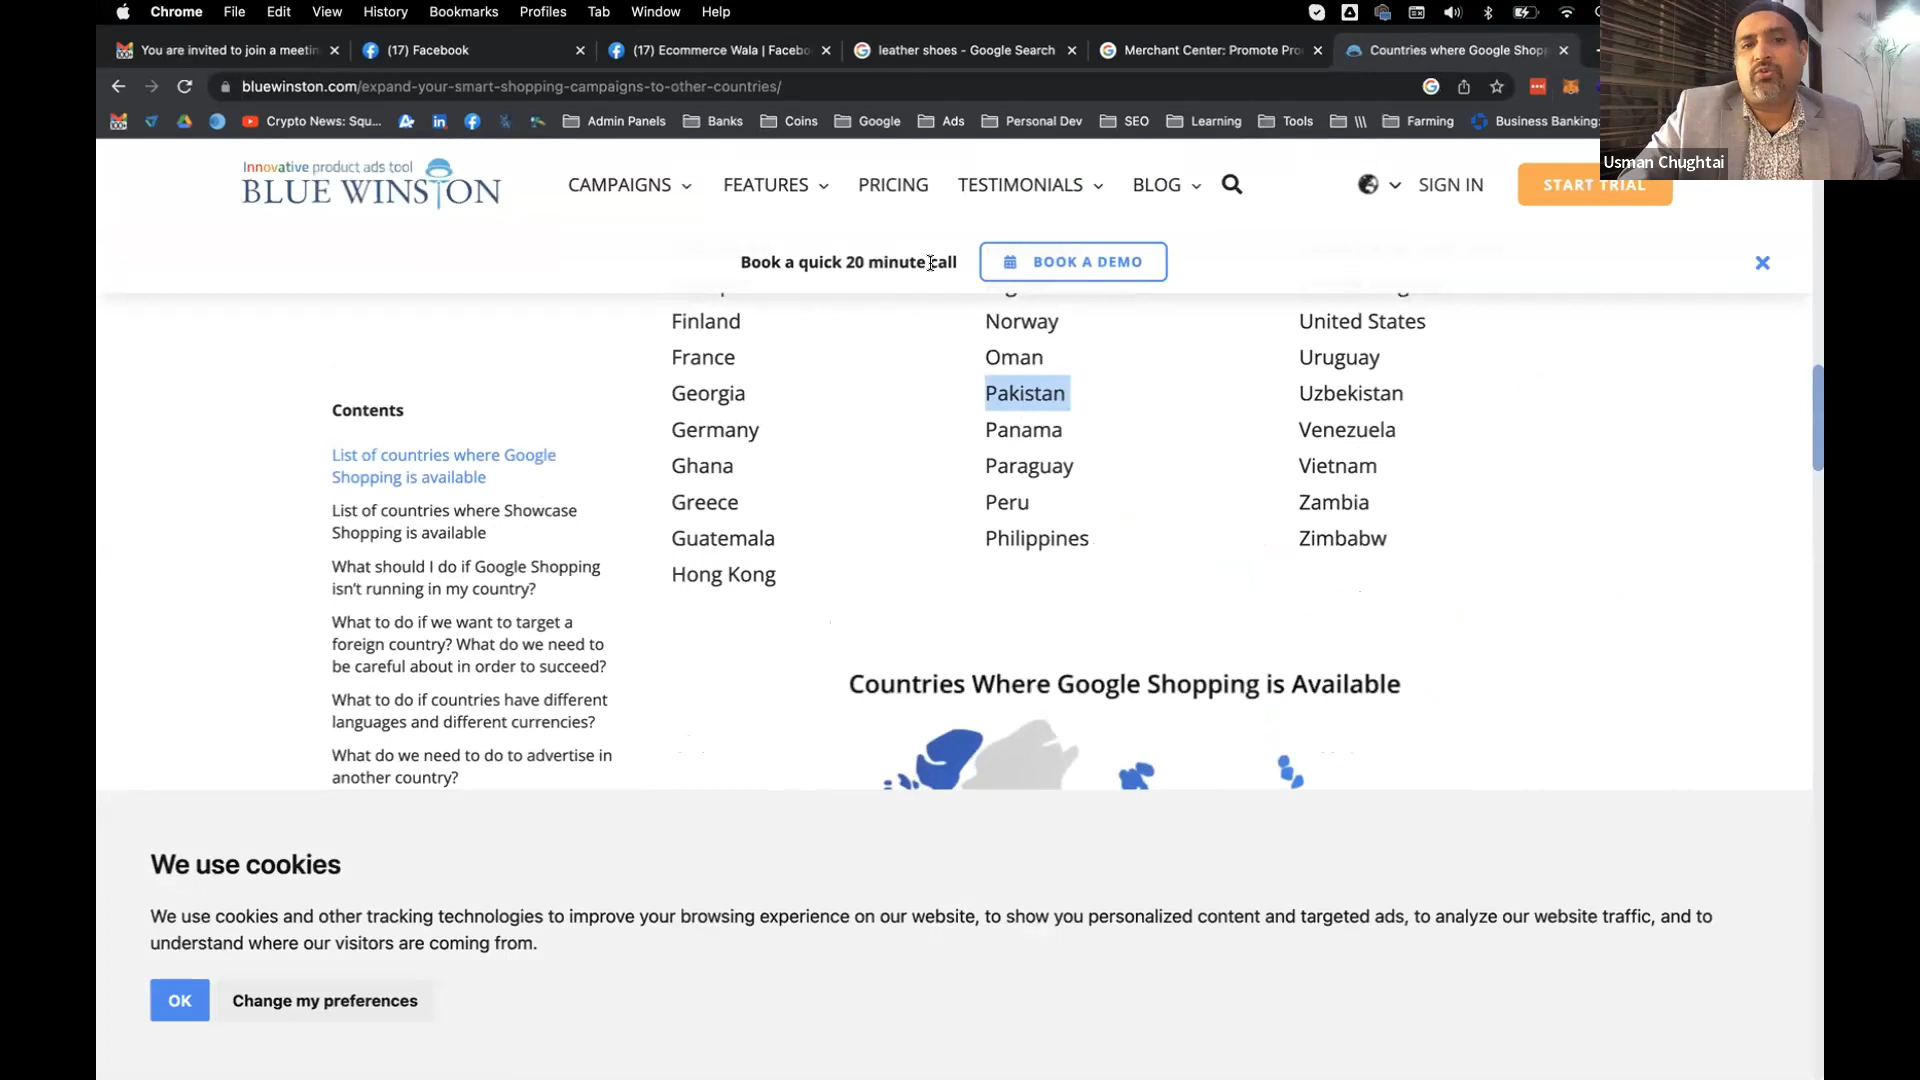 Chrome File Edit View History Bookmarks Profiles Tab Window Help
You are invited to join a meetin
(17) Facebook
(17) Ecommerce Wala | Facebo
leather shoes - Google Search
Merchant Center: Promote Pro
Countries where Google Shopp
bluewinston.com/expand-your-smart-shopping-campaigns-to-other-countries/
Crypto News: Squ...
Admin Panels
Banks
Coins
Google
Ads
Personal Dev
SEO
Learning
Tools
\\\
Farming
Business Banking:
Usman Chughtai
Innovative product ads tool
BLUE WINSTON
CAMPAIGNS
FEATURES
PRICING
TESTIMONIALS
BLOG
SIGN IN
START TRIAL
Book a quick 20 minute call
BOOK A DEMO
Contents
List of countries where Google
Shopping is available
List of countries where Showcase
Shopping is available
What should I do if Google Shopping
isn't running in my country?
What to do if we want to target a
foreign country? What do we need to
be careful about in order to succeed?
What to do if countries have different
languages and different currencies?
What do we need to do to advertise in
another country?
Finland
France
Georgia
Germany
Ghana
Greece
Guatemala
Hong Kong
Norway
Oman
Pakistan
Panama
Paraguay
Peru
Philippines
United States
Uruguay
Uzbekistan
Venezuela
Vietnam
Zambia
Zimbabw
Countries Where Google Shopping is Available
We use cookies
We use cookies and other tracking technologies to improve your browsing experience on our website, to show you personalized content and targeted ads, to analyze our website traffic, and to
understand where our visitors are coming from.
OK
Change my preferences